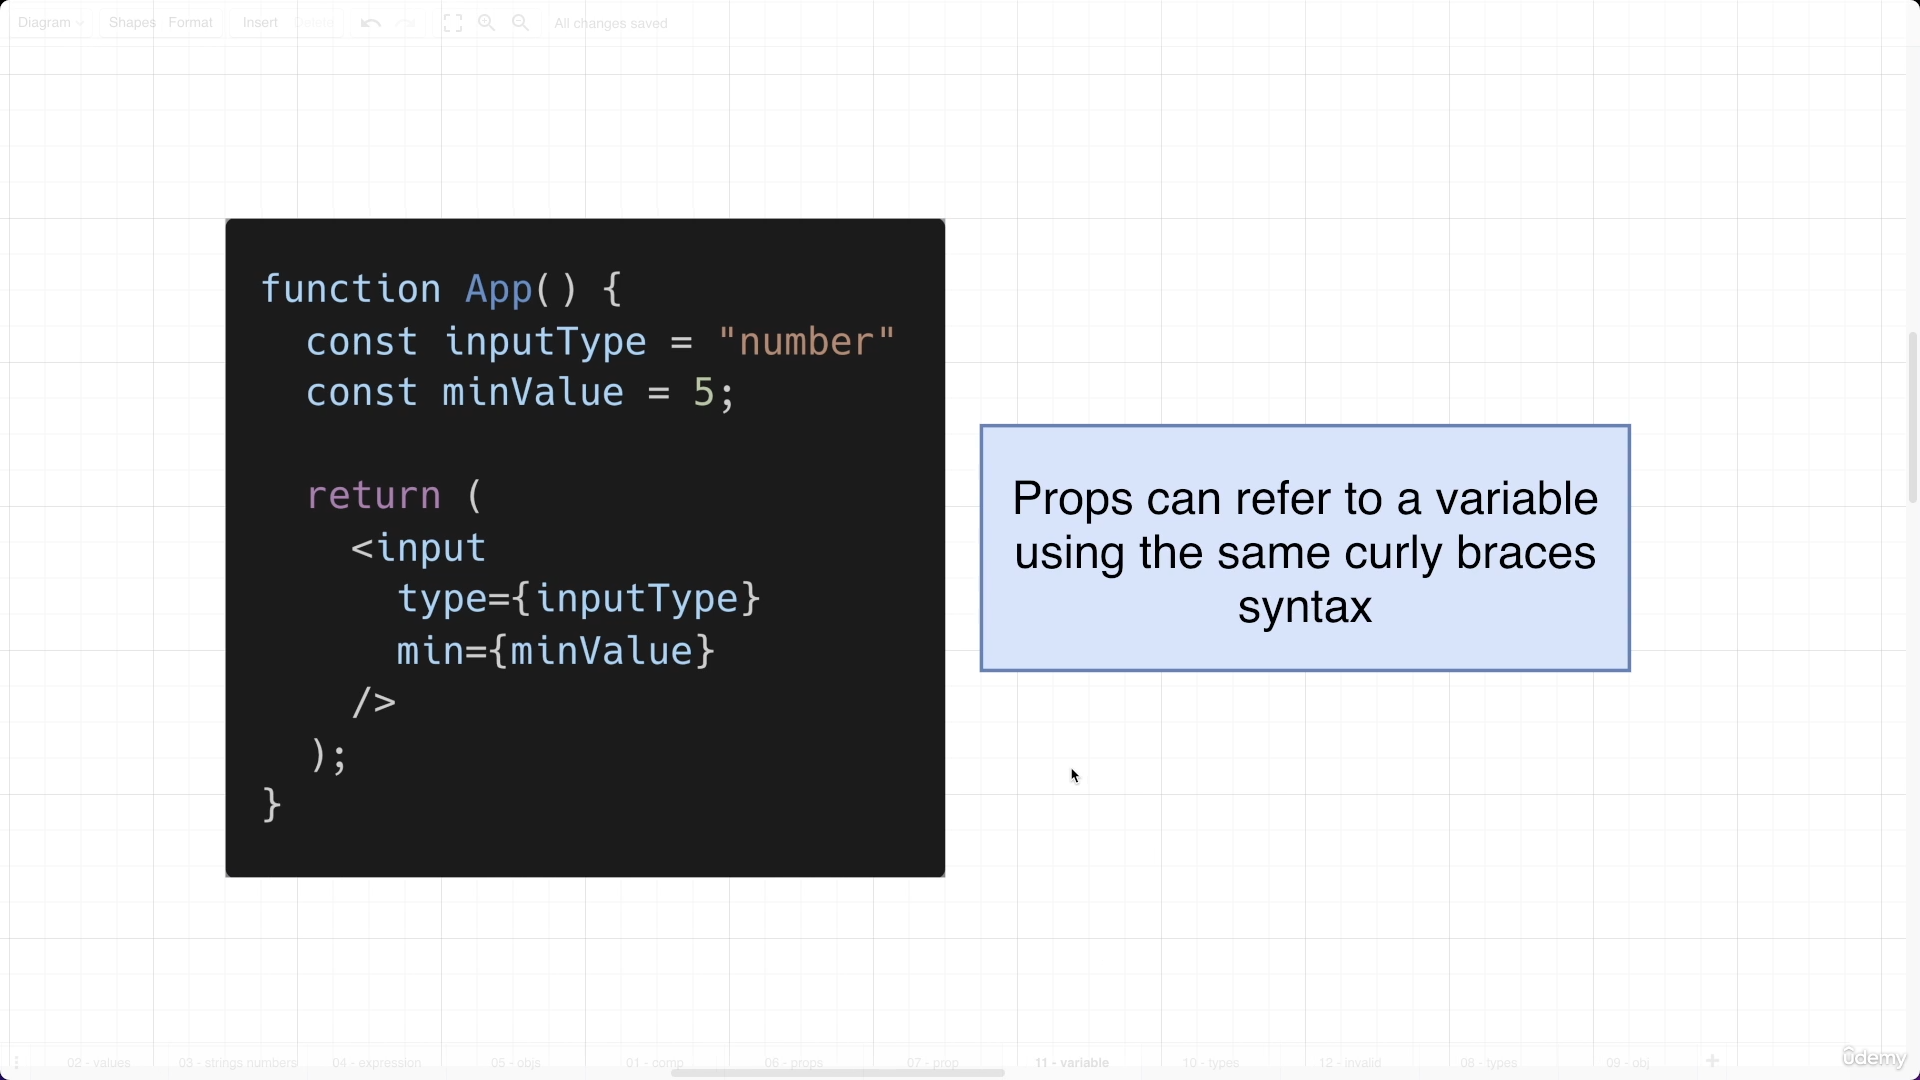 Diagram
Shapes
Format
Insert
Delete
All changes saved
function App() {
const inputType = "number"
const minValue = 5;
return (
<input
type={inputType}
min={minValue}
/>
);
}
Props can refer to a variable
using the same curly braces
syntax
02 - values
03 - strings numbers
04 - expression
05 - objs
01 - comp
06 - props
07 - prop
11 - variable
10 - types
12 - invalid
08 - types
09 - obj
ûdemy